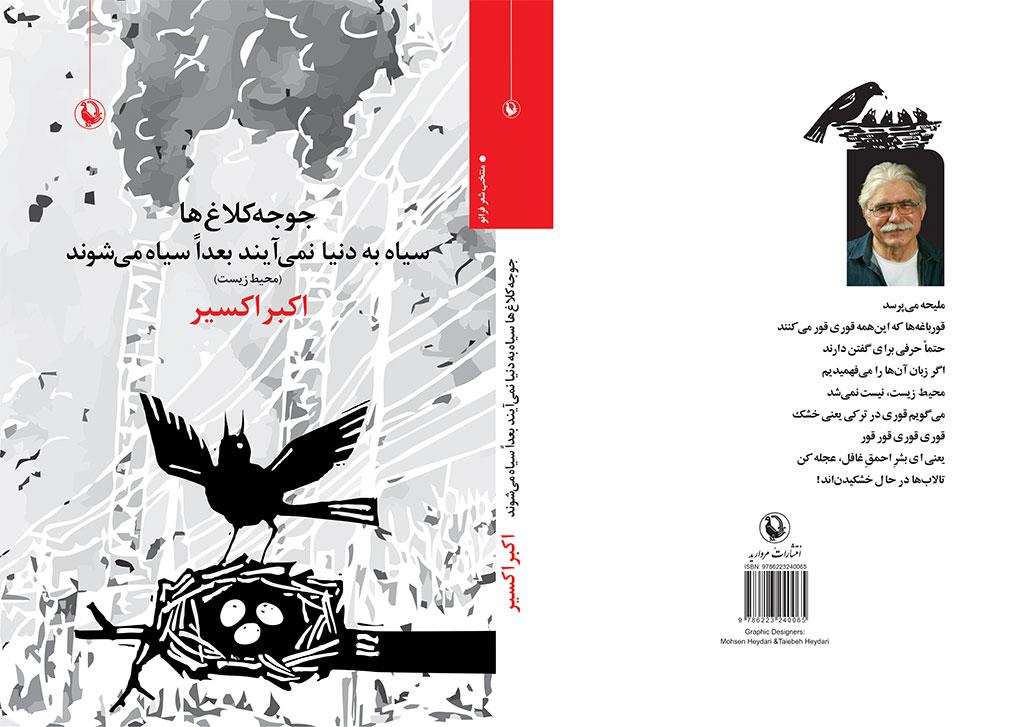 جوجه‌کلاغ‌ها
سیاه به دنیا نمی‌آیند بعداً سیاه می‌شوند
(محیط زیست)
اکبر اکسیر
منتخب شعر فرانو
جوجه کلاغ‌ها سیاه به دنیا نمی‌آیند بعداً سیاه می‌شوند
اکبر اکسیر
ملیحه می‌پرسد
قورباغه‌ها که این‌همه قوری قور می‌کنند
حتماً حرفی برای گفتن دارند
اگر زبان آن‌ها را می‌فهمیدیم
محیط زیست، نیست نمی‌شد
می‌گویم قوری در ترکی یعنی خشک
قوری قوری قور قور
یعنی ای بشرِ احمقِ غافل، عجله کن
تالاب‌ها در حال خشکیدن‌اند!
انتشارات مروارید
ISBN: 9786223240065
9 786223 240065
Graphic Designers:
Mohsen Heydari &Taiebeh Heydari